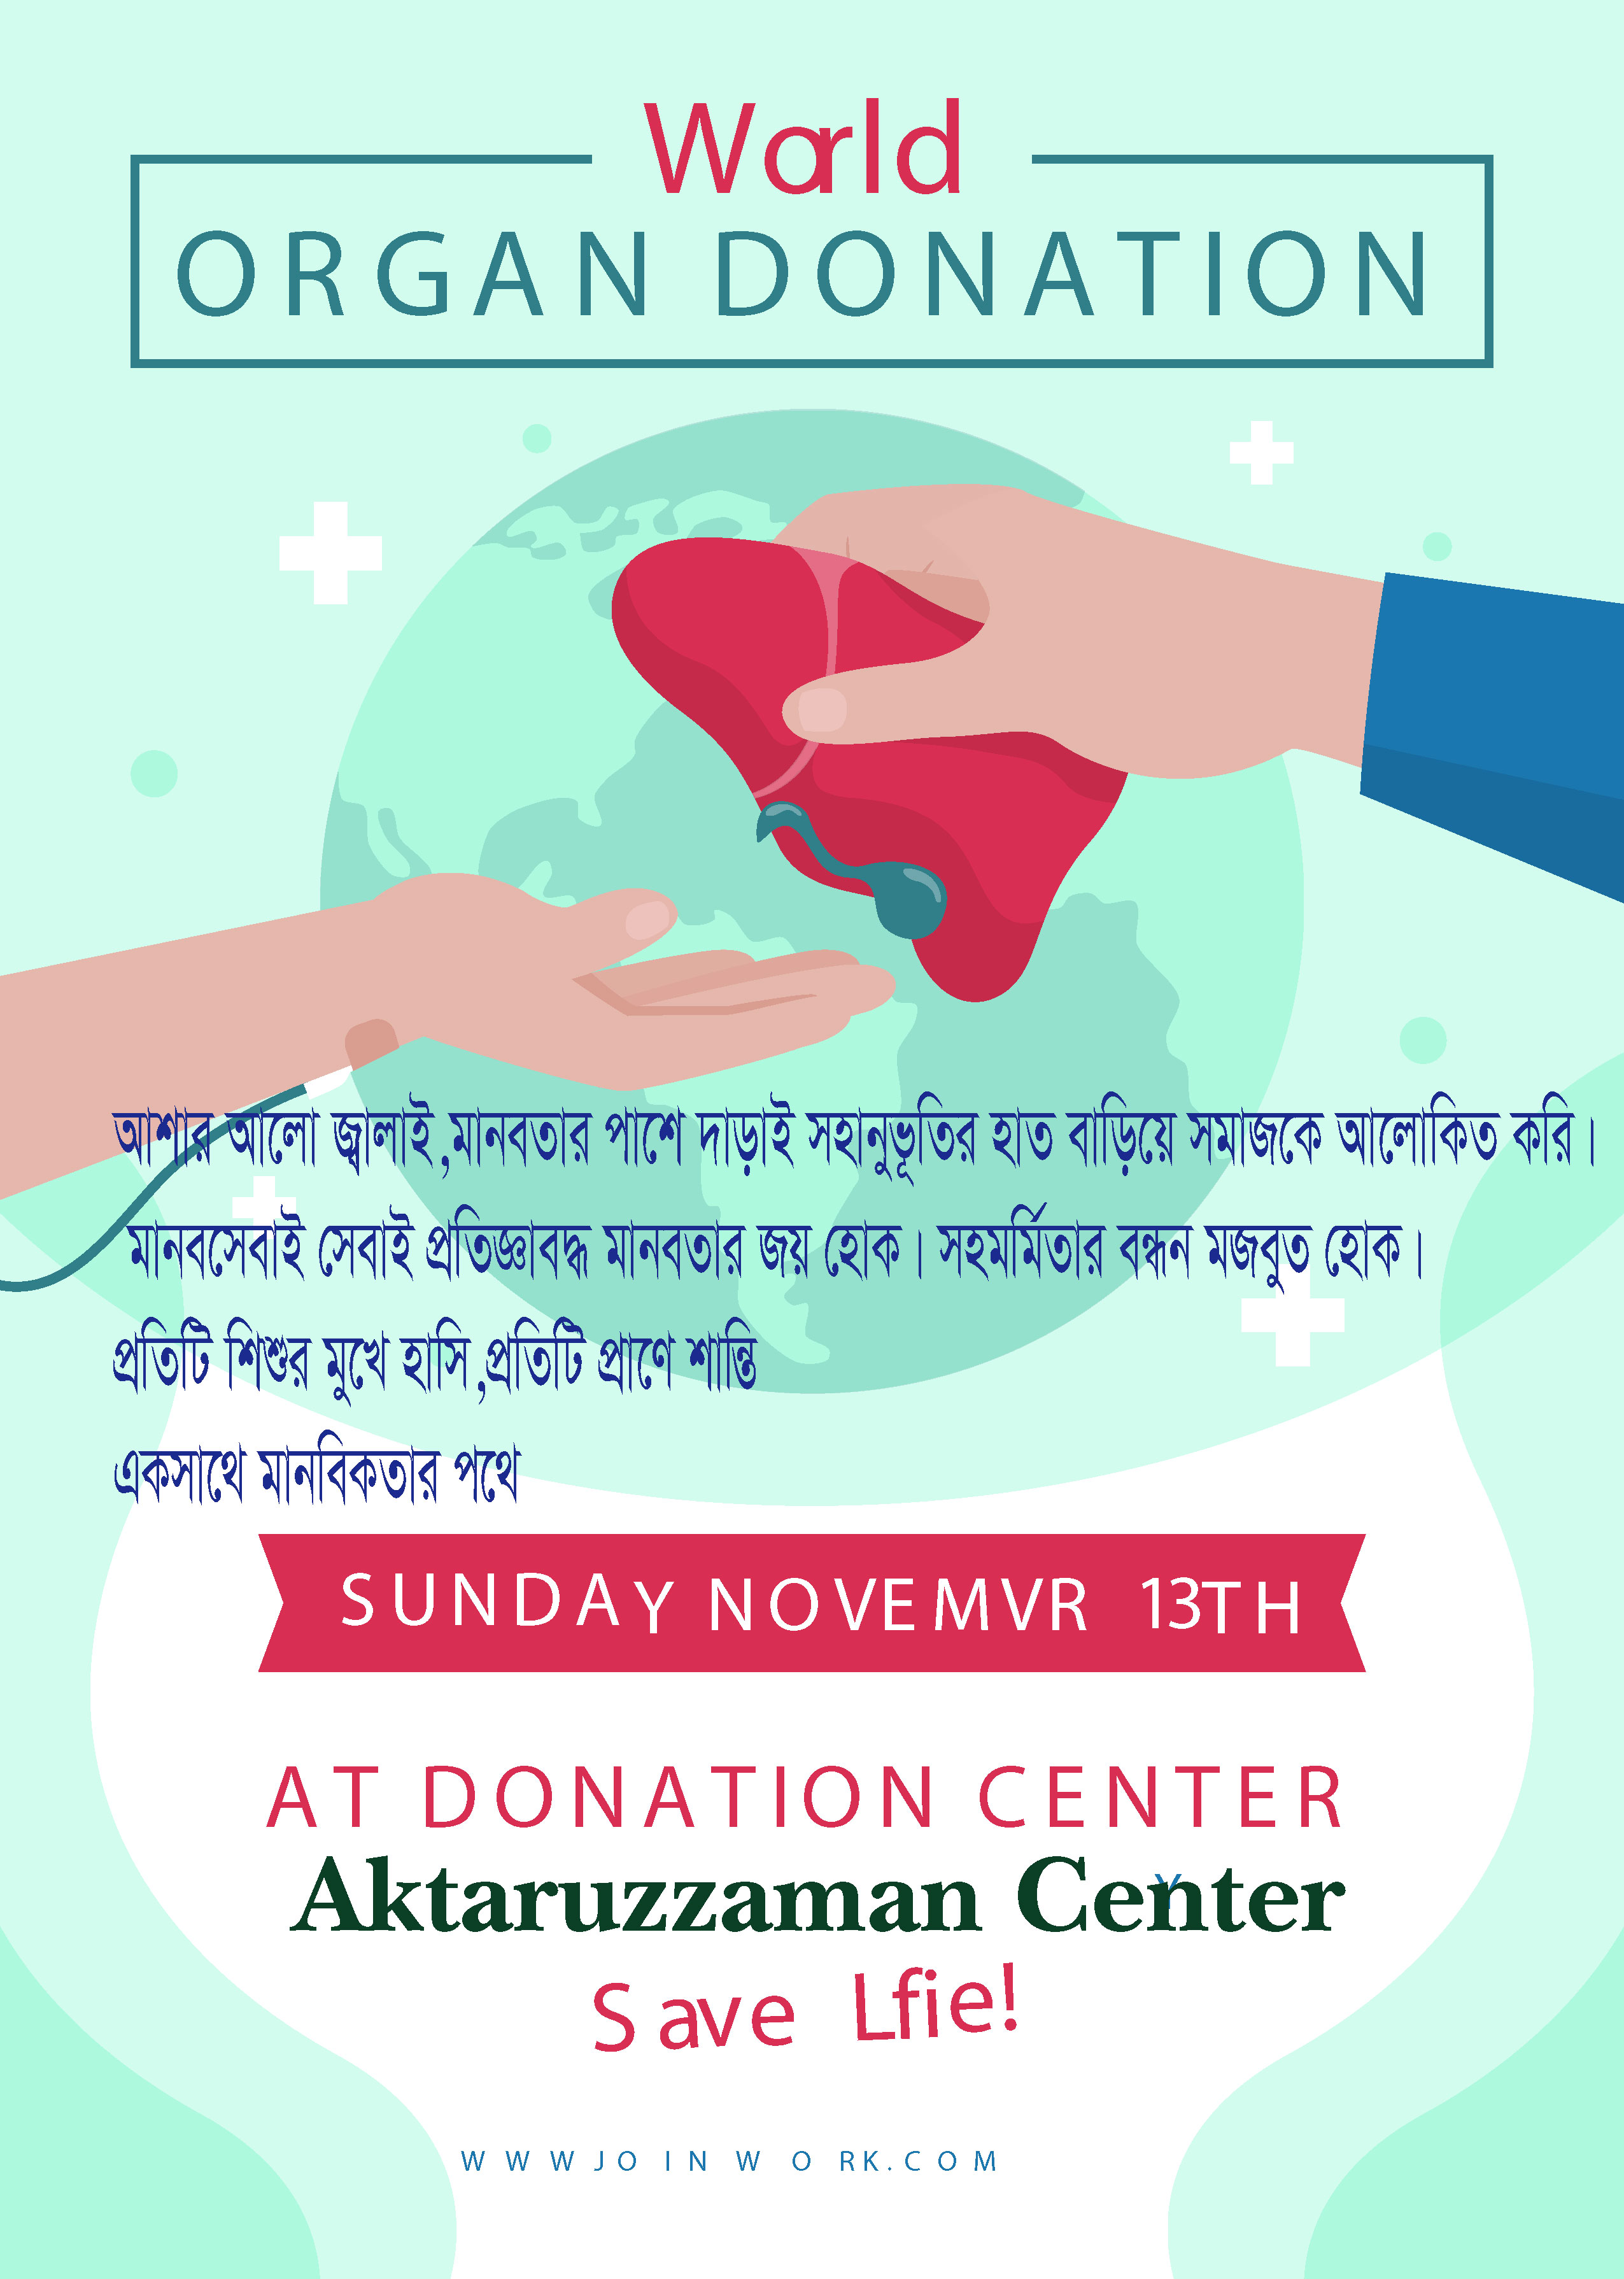 World
ORGAN DONATION
আশার আলো জ্বালাই,মানবতার পাশে দাড়াই সহানুভূতির হাত বাড়িয়ে সমাজকে আলোকিত করি।
মানবসেবাই সেবাই প্রতিজ্ঞাবদ্ধ মানবতার জয় হোক। সহমর্মিতার বন্ধন মজবুত হোক।
প্রতিটি শিশুর মুখে হাসি,প্রতিটি প্রাণে শান্তি
একসাথে মানবিকতার পথে
SUNDAY NOVEMVR 13TH
AT DONATION CENTER
Aktaruzzaman Center
Y
Save Lfie!
WWWJOINWORK.COM